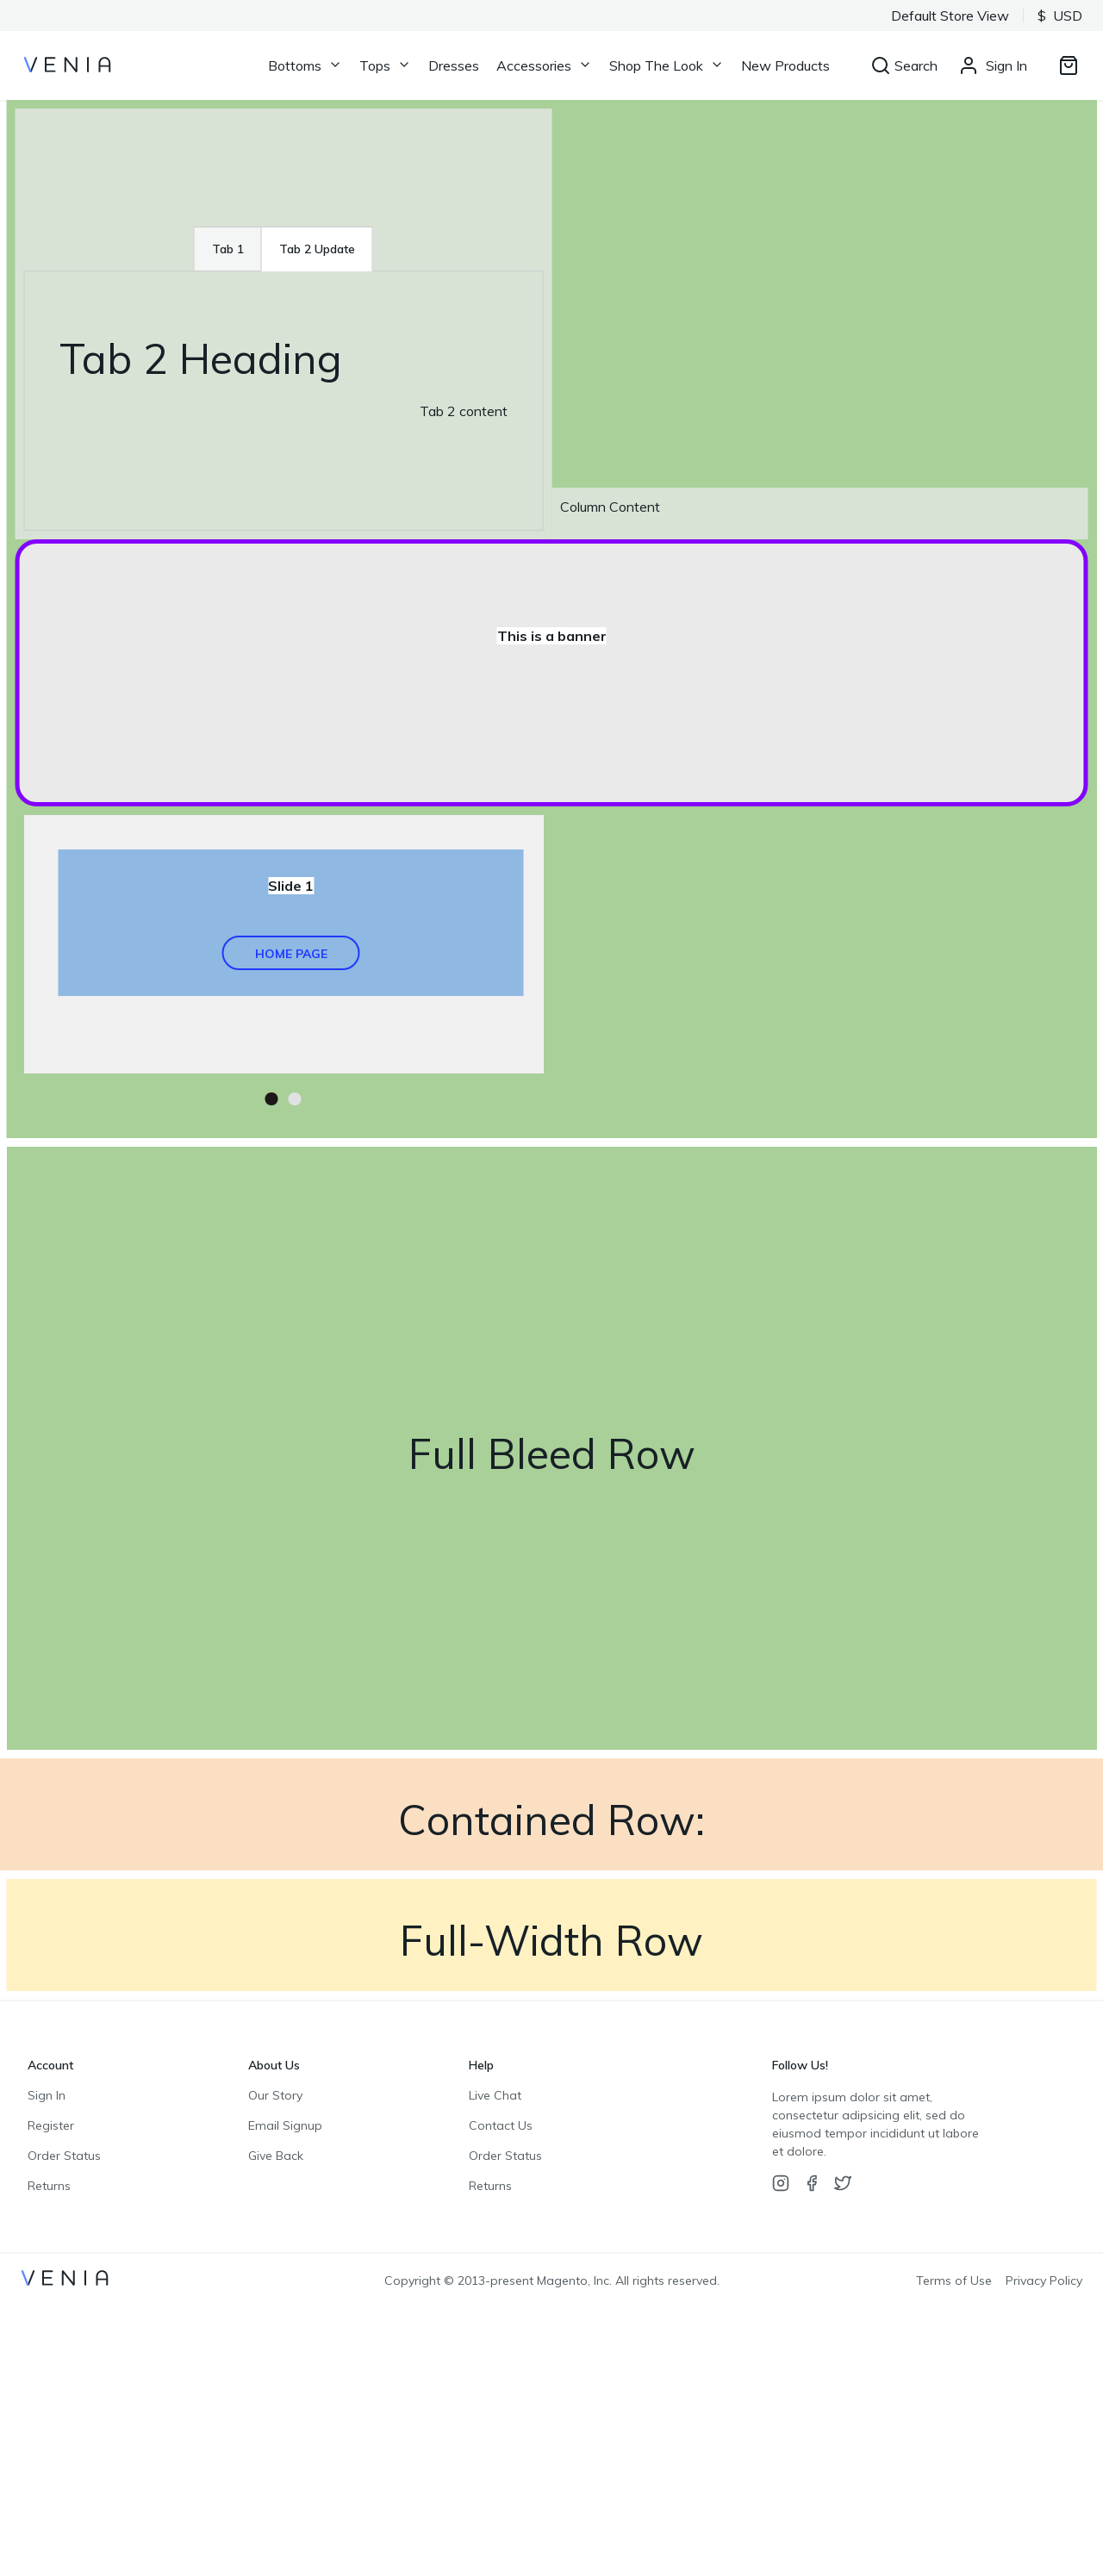 Default Store View
$ USD
VENIA
Bottoms
Tops
Dresses
Accessories
Shop The Look
New Products
Search
Sign In
Tab 1
Tab 2 Update
Tab 2 Heading
Tab 2 content
Column Content
This is a banner
Slide 1
HOME PAGE
Full Bleed Row
Contained Row:
Full-Width Row
Account
Sign In
Register
Order Status
Returns
About Us
Our Story
Email Signup
Give Back
Help
Live Chat
Contact Us
Order Status
Returns
Follow Us!
Lorem ipsum dolor sit amet,
consectetur adipsicing elit, sed do
eiusmod tempor incididunt ut labore
et dolore.
VENIA
Copyright © 2013-present Magento, Inc. All rights reserved.
Terms of Use
Privacy Policy